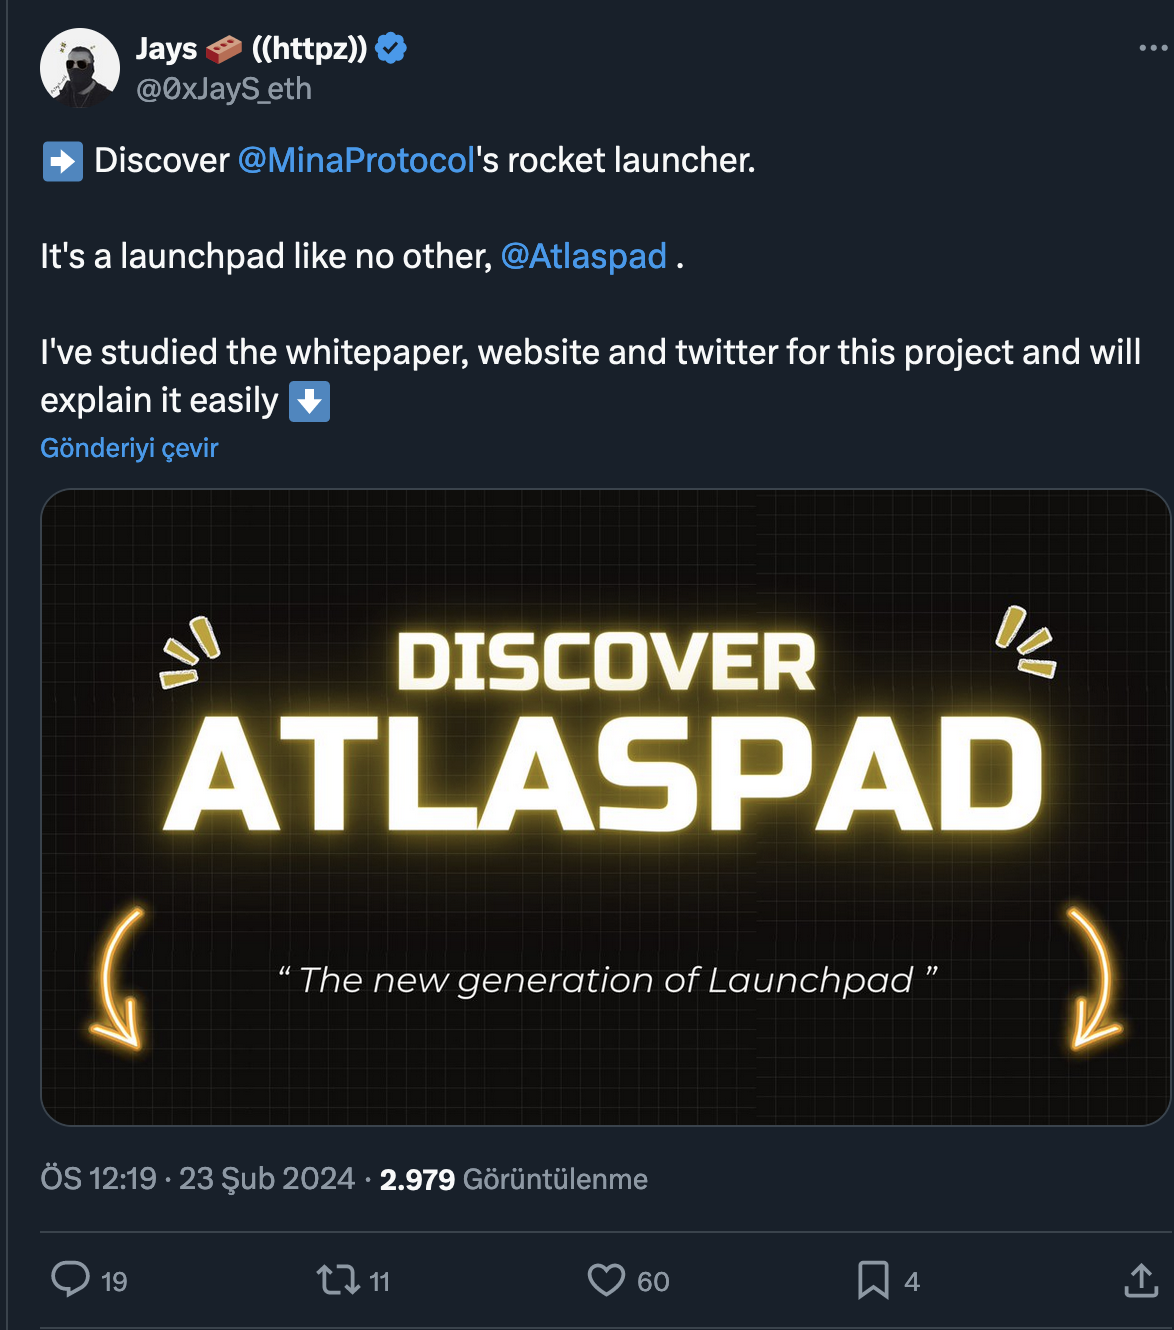 Jays 🧱 ((httpz))
@0xJayS_eth
➡️ Discover @MinaProtocol's rocket launcher.
It's a launchpad like no other, @Atlaspad .
I've studied the whitepaper, website and twitter for this project and will
explain it easily ⬇️
Gönderiyi çevir
DISCOVER
ATLASPAD
“ The new generation of Launchpad ”
ÖS 12:19 · 23 Şub 2024 · 2.979 Görüntülenme
19 11 60 4